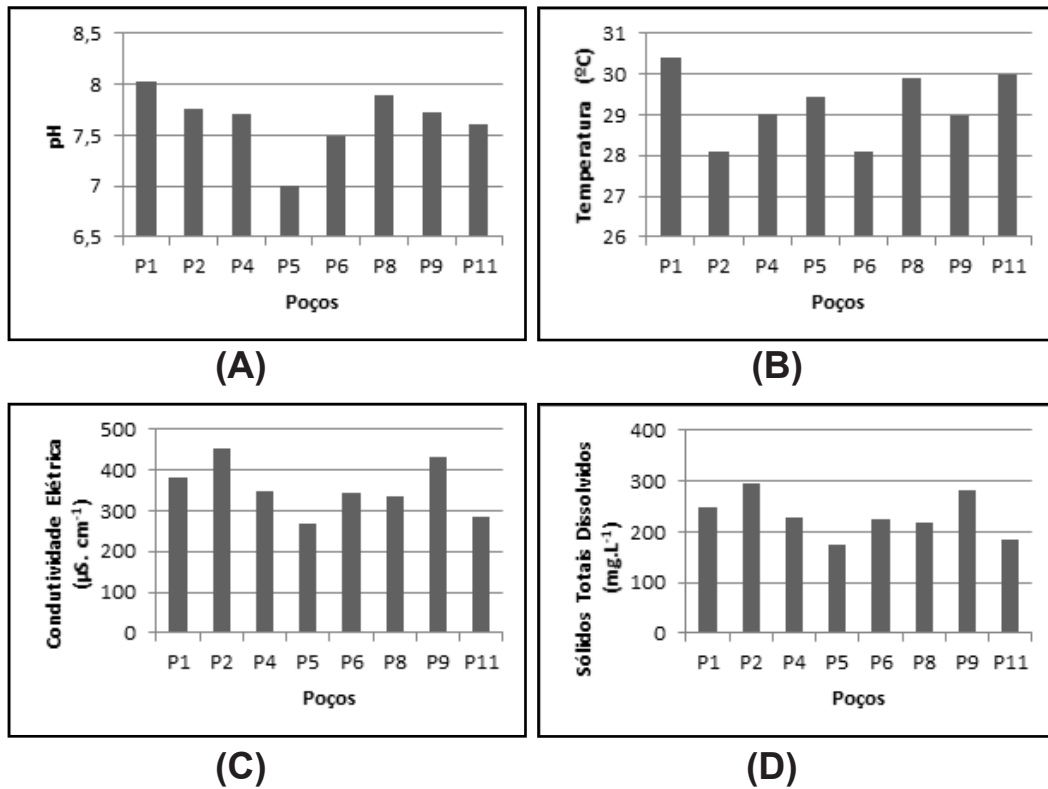 8,5
8
7,5
7
6,5
pH
P1 P2 P4 P5 P6 P8 P9 P11
Poços
(A)
31
30
29
28
27
26
Temperatura (ºC)
P1 P2 P4 P5 P6 P8 P9 P11
Poços
(B)
500
400
300
200
100
0
Condutividade Elétrica
(µS. cm⁻¹)
P1 P2 P4 P5 P6 P8 P9 P11
Poços
(C)
400
300
200
100
0
Sólidos Totais Dissolvidos
(mg.L⁻¹)
P1 P2 P4 P5 P6 P8 P9 P11
Poços
(D)